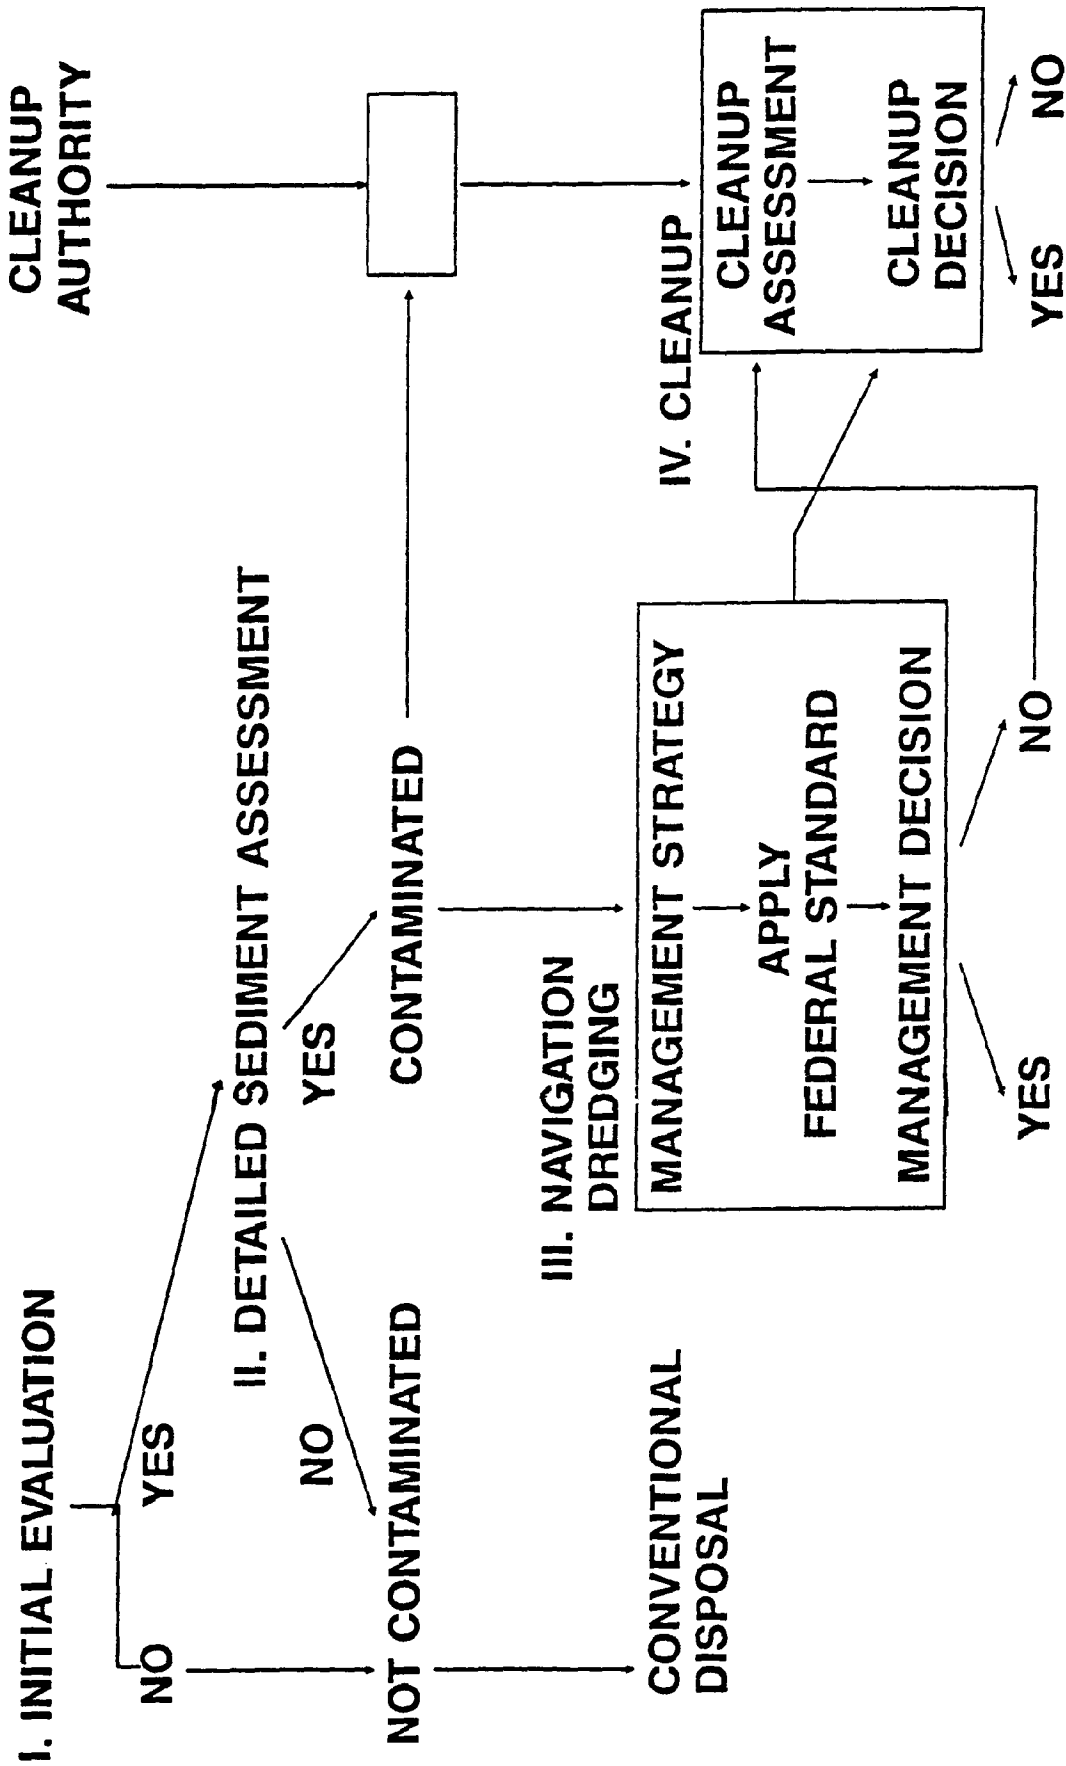 I. INITIAL EVALUATION
NO
YES
II. DETAILED SEDIMENT ASSESSMENT
NO
YES
NOT CONTAMINATED
CONTAMINATED
CONVENTIONAL
DISPOSAL
III. NAVIGATION
DREDGING
MANAGEMENT STRATEGY
APPLY
FEDERAL STANDARD
MANAGEMENT DECISION
YES
NO
CLEANUP
AUTHORITY
IV. CLEANUP
CLEANUP
ASSESSMENT
CLEANUP
DECISION
YES
NO